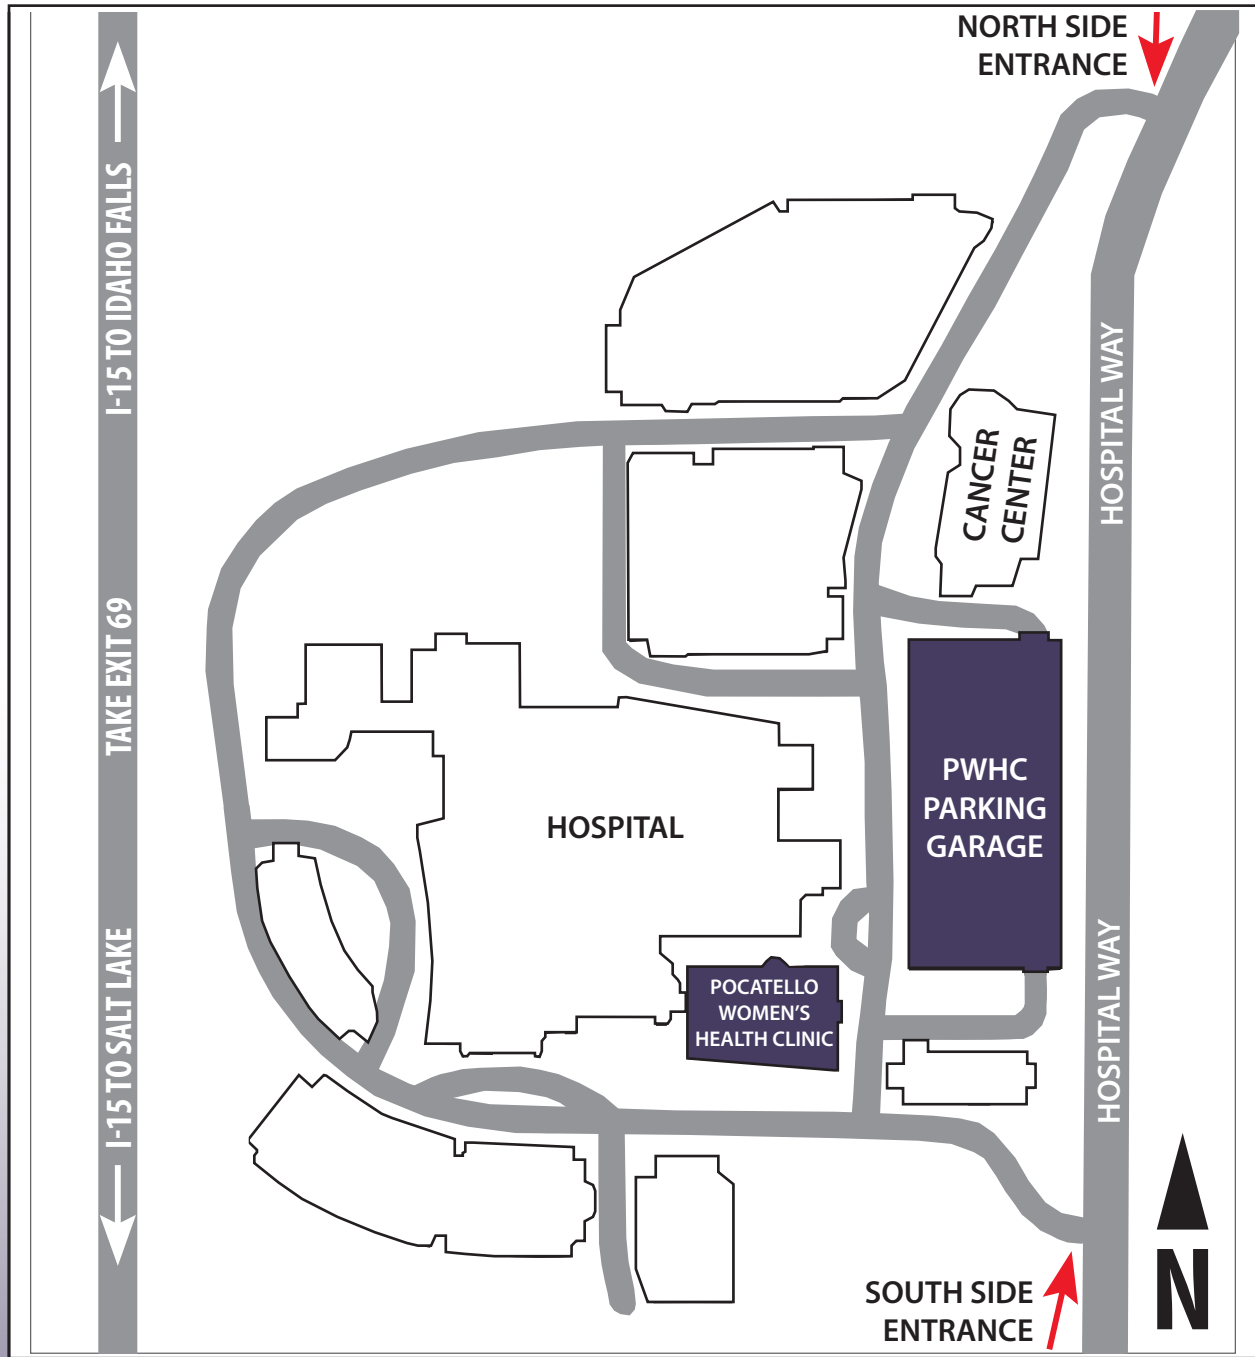 NORTH SIDE
ENTRANCE
I-15 TO IDAHO FALLS
TAKE EXIT 69
I-15 TO SALT LAKE
HOSPITAL WAY
CANCER
CENTER
PWHC
PARKING
GARAGE
HOSPITAL
POCATELLO
WOMEN'S
HEALTH CLINIC
HOSPITAL WAY
SOUTH SIDE
ENTRANCE
N